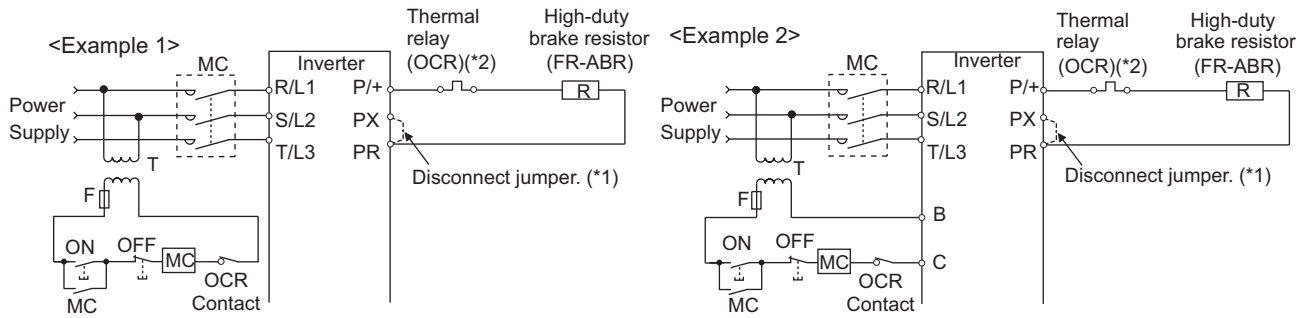 <Example 1>
MC
Power
Supply
T
F
ON
OFF
MC
MC
OCR
Contact
Inverter
R/L1
S/L2
T/L3
P/+
PX
PR
Thermal
relay
(OCR)(*2)
High-duty
brake resistor
(FR-ABR)
R
Disconnect jumper. (*1)
<Example 2>
MC
Power
Supply
T
F
ON
OFF
MC
MC
OCR
Contact
Inverter
R/L1
S/L2
T/L3
B
C
P/+
PX
PR
Thermal
relay
(OCR)(*2)
High-duty
brake resistor
(FR-ABR)
R
Disconnect jumper. (*1)